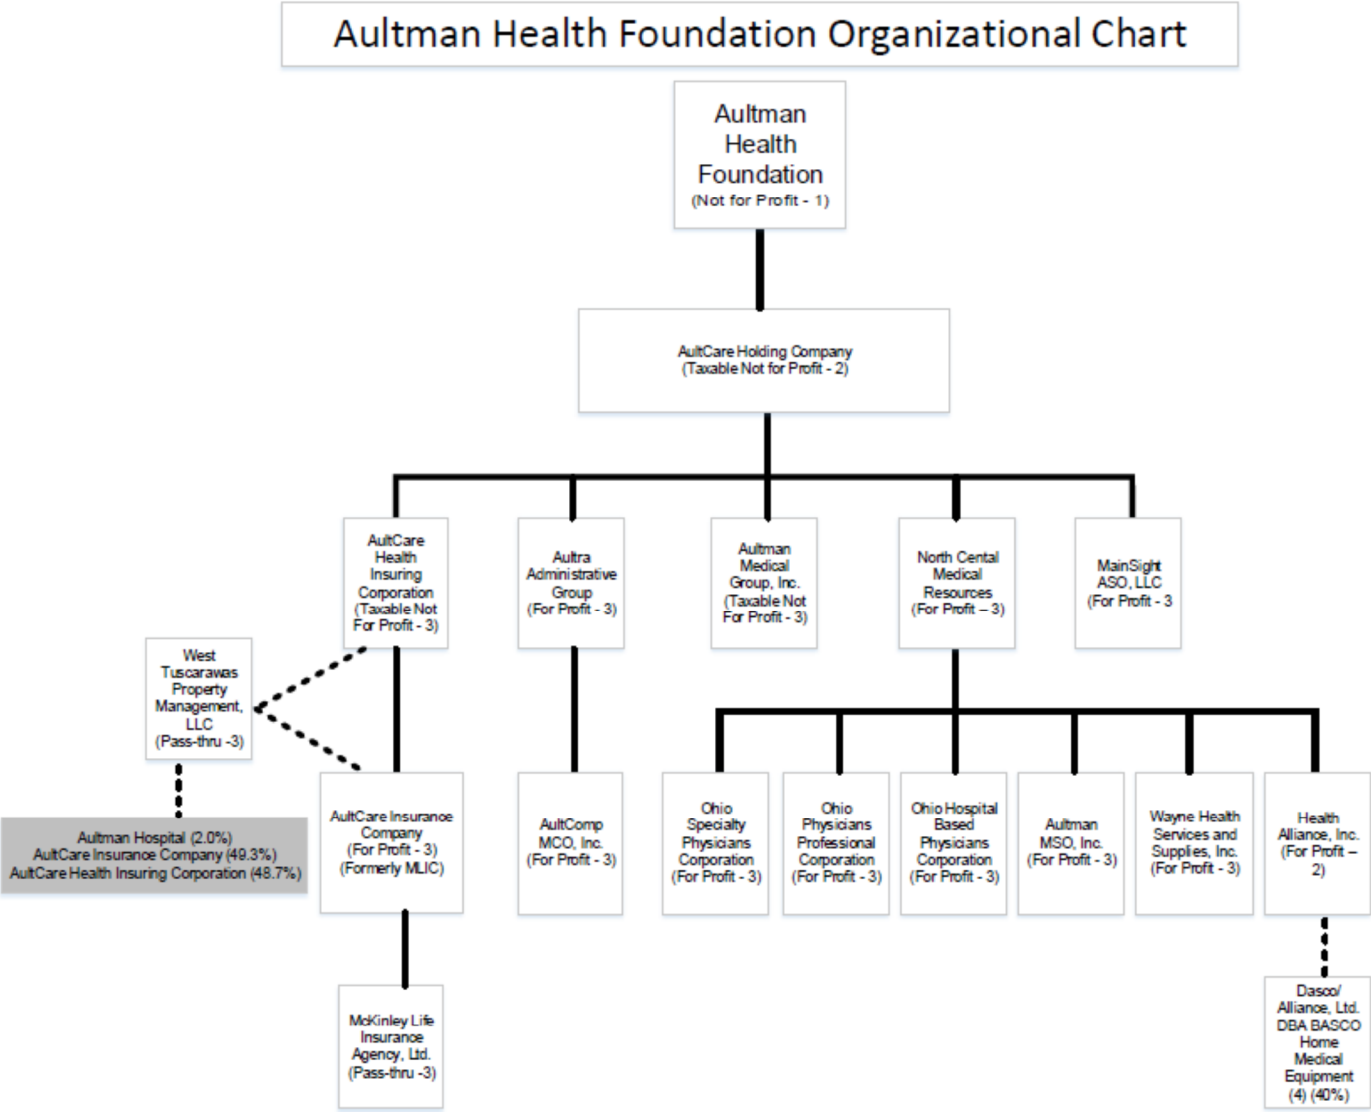 Aultman Health Foundation Organizational Chart
Aultman
Health
Foundation
(Not for Profit - 1)
AultCare Holding Company
(Taxable Not for Profit - 2)
AultCare
Health
Insuring
Corporation
(Taxable Not
For Profit - 3)
Aultra
Administrative
Group
(For Profit - 3)
Aultman
Medical
Group, Inc.
(Taxable Not
For Profit - 3)
North Cental
Medical
Resources
(For Profit – 3)
MainSight
ASO, LLC
(For Profit - 3
West
Tuscarawas
Property
Management,
LLC
(Pass-thru -3)
Aultman Hospital (2.0%)
AultCare Insurance Company (49.3%)
AultCare Health Insuring Corporation (48.7%)
AultCare Insurance
Company
(For Profit - 3)
(Formerly MLIC)
AultComp
MCO, Inc.
(For Profit - 3)
Ohio
Specialty
Physicians
Corporation
(For Profit - 3)
Ohio
Physicians
Professional
Corporation
(For Profit - 3)
Ohio Hospital
Based
Physicians
Corporation
(For Profit - 3)
Aultman
MSO, Inc.
(For Profit - 3)
Wayne Health
Services and
Supplies, Inc.
(For Profit - 3)
Health
Alliance, Inc.
(For Profit –
2)
McKinley Life
Insurance
Agency, Ltd.
(Pass-thru -3)
Dasco/
Alliance, Ltd.
DBA BASCO
Home
Medical
Equipment
(4) (40%)